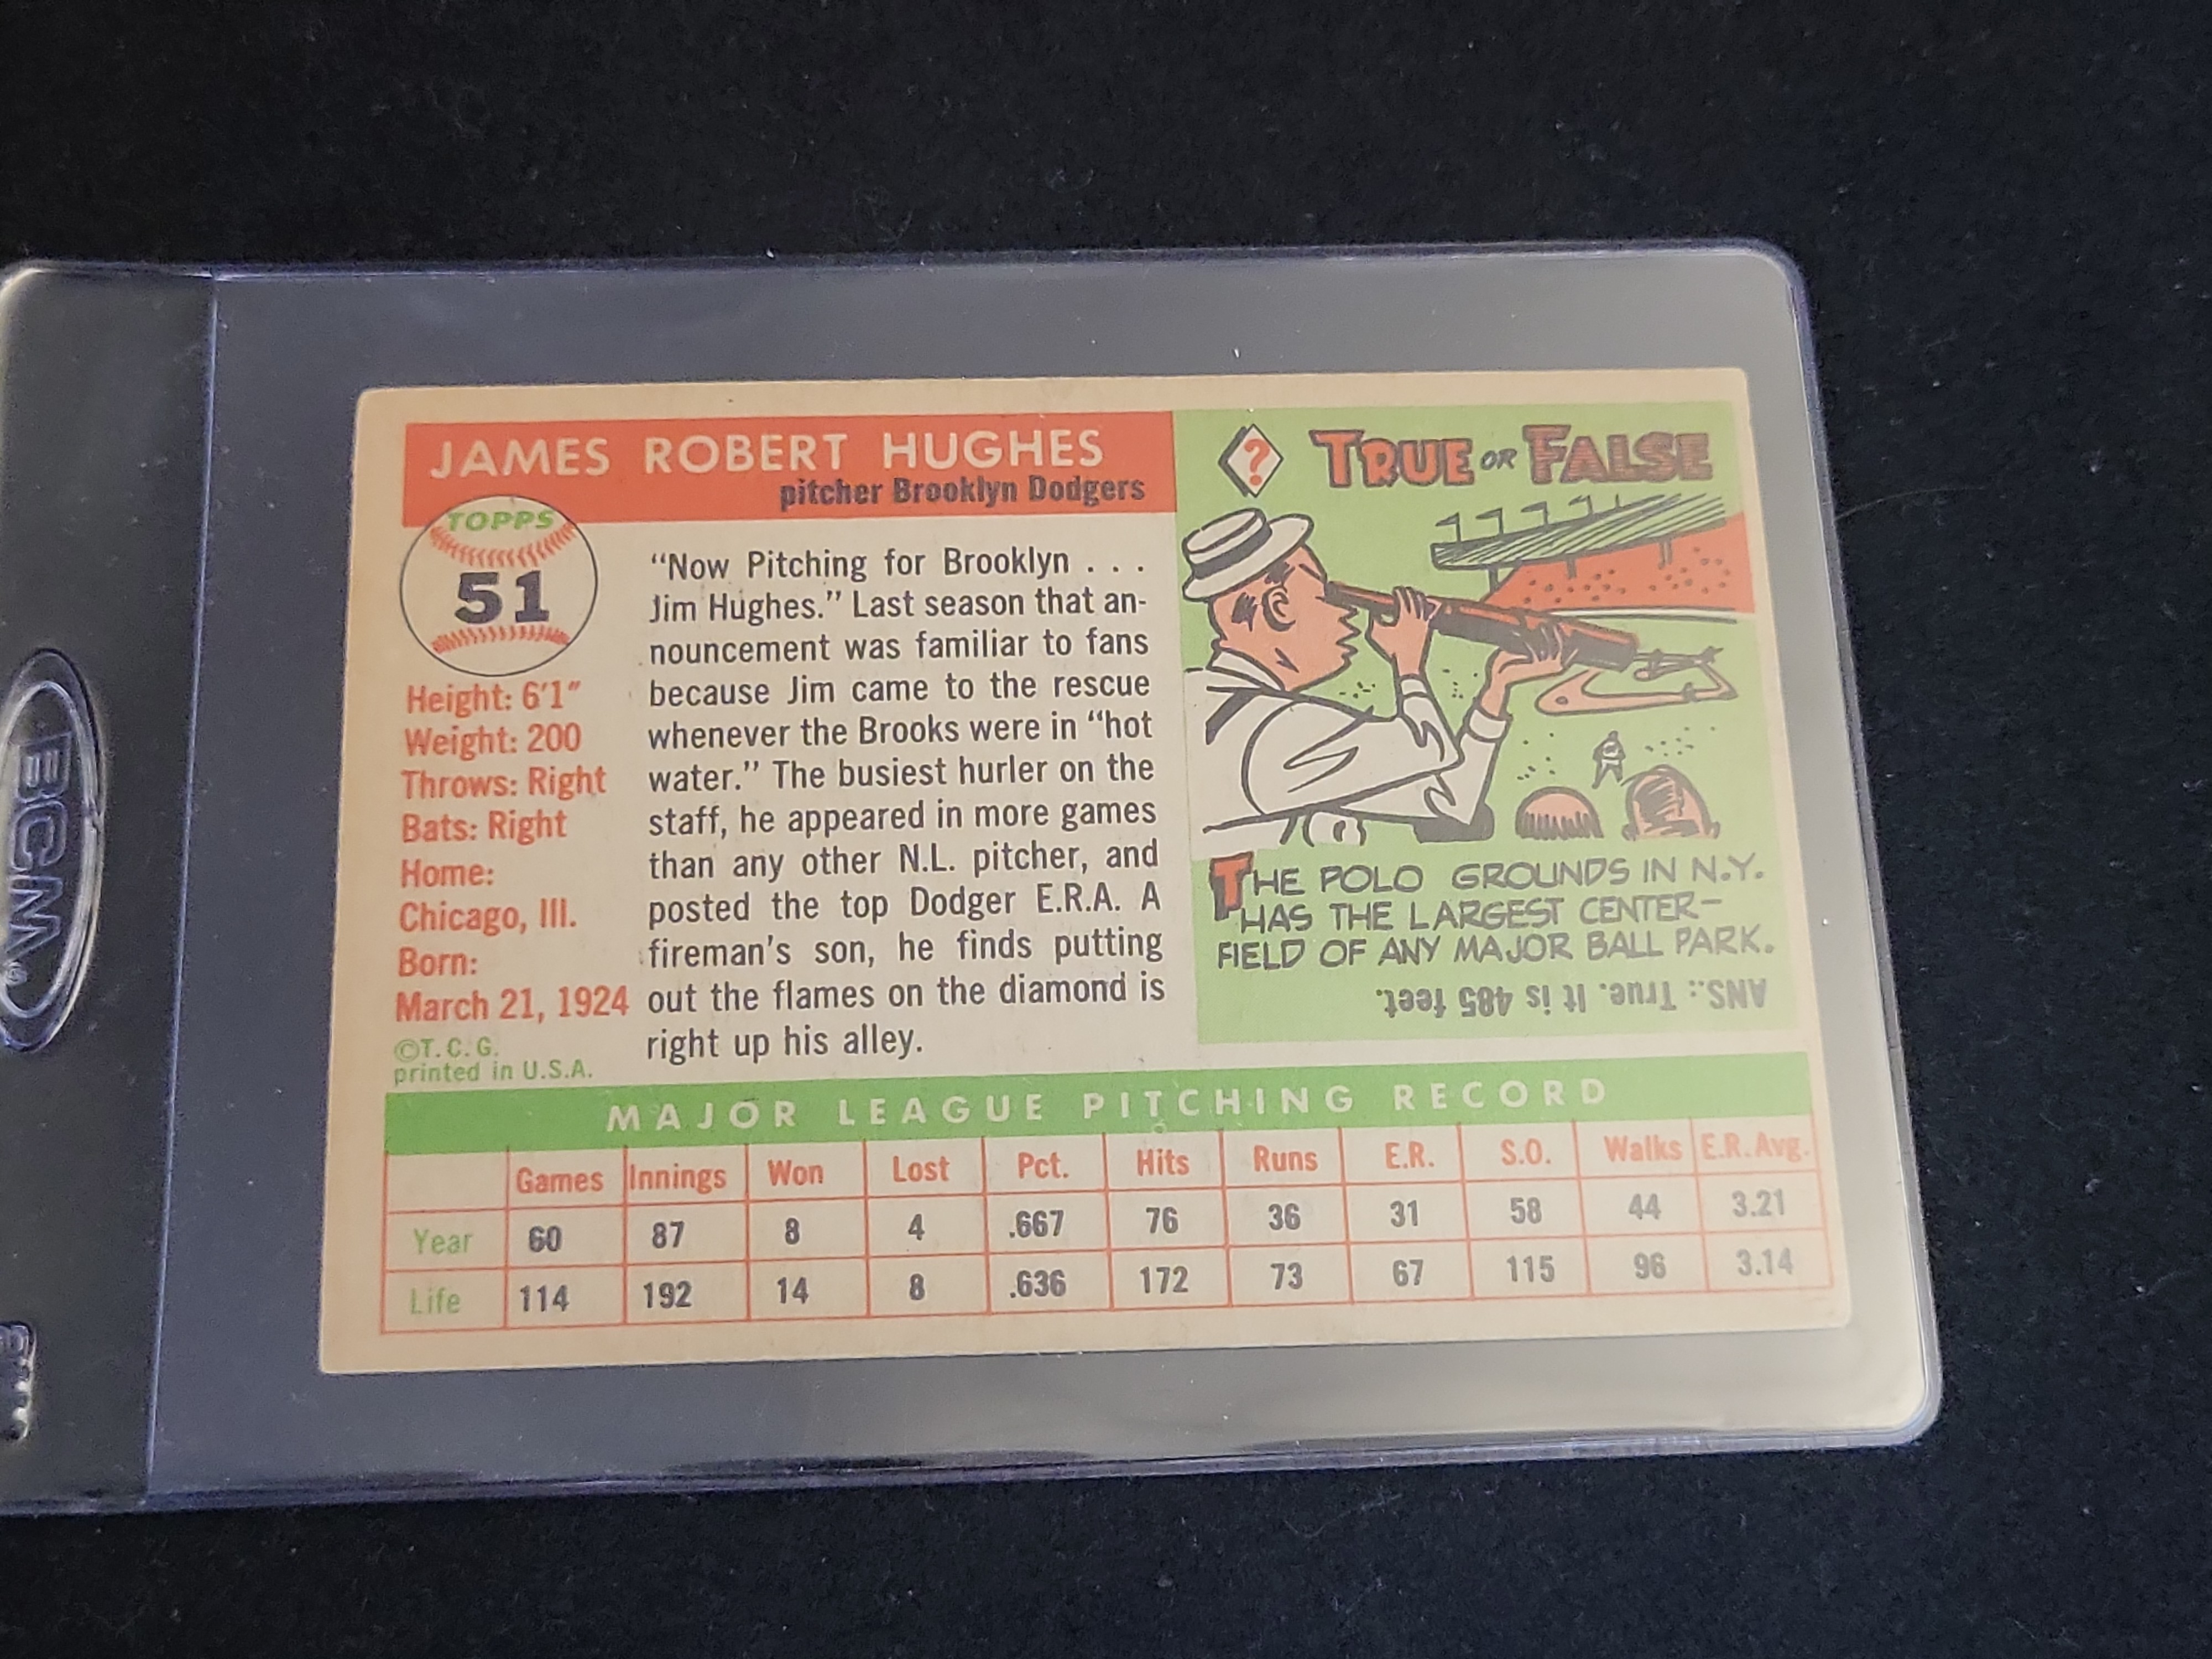 JAMES ROBERT HUGHES
pitcher Brooklyn Dodgers
TOPPS
51
Height: 6'1"
Weight: 200
Throws: Right
Bats: Right
Home:
Chicago, Ill.
Born:
March 21, 1924
©T.C.G.
printed in U.S.A.
"Now Pitching for Brooklyn . . .
Jim Hughes." Last season that an-
nouncement was familiar to fans
because Jim came to the rescue
whenever the Brooks were in "hot
water." The busiest hurler on the
staff, he appeared in more games
than any other N.L. pitcher, and
posted the top Dodger E.R.A. A
fireman's son, he finds putting
out the flames on the diamond is
right up his alley.
?
TRUE OR FALSE
THE POLO GROUNDS IN N.Y.
HAS THE LARGEST CENTER-
FIELD OF ANY MAJOR BALL PARK.
ANS.: True. It is 485 feet.
MAJOR LEAGUE PITCHING RECORD
Games Innings Won Lost Pct. Hits Runs E.R. S.O. Walks E.R.Avg.
Year 60 87 8 4 .667 76 36 31 58 44 3.21
Life 114 192 14 8 .636 172 73 67 115 96 3.14
BCW